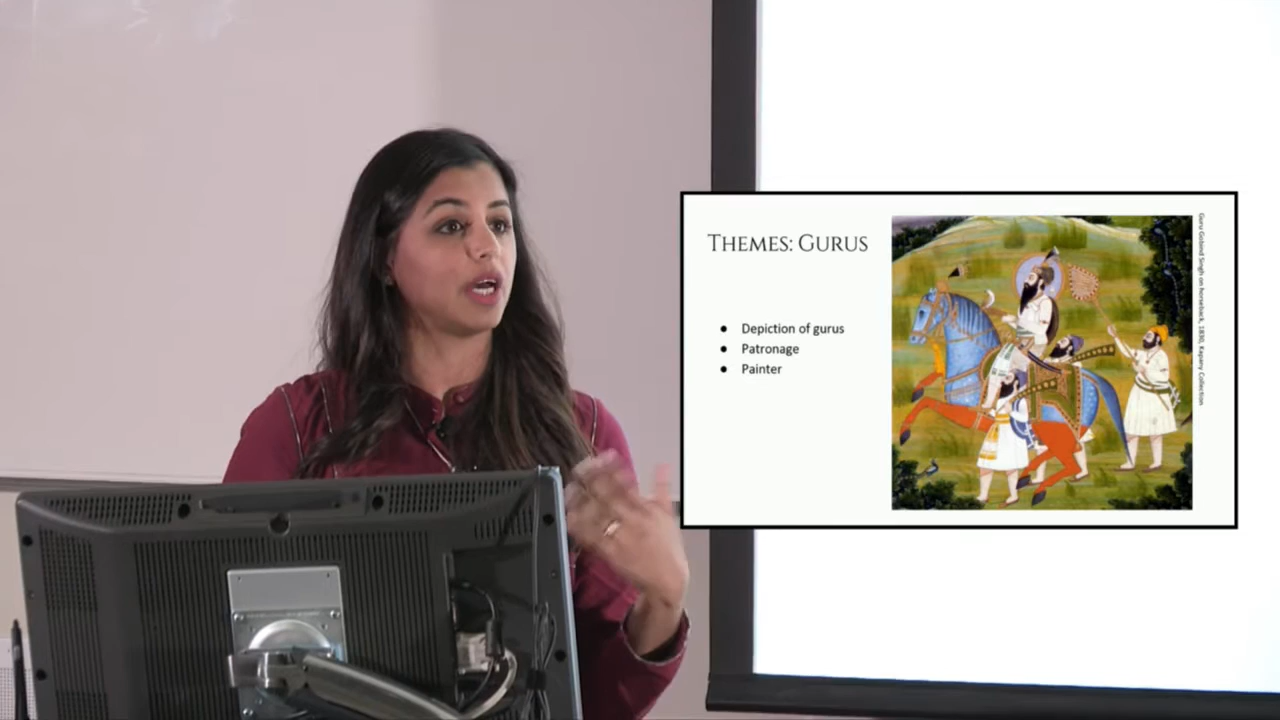 THEMES: GURUS
● Depiction of gurus
● Patronage
● Painter
Guru Gobind Singh on horseback, 1830, Kapany Collection